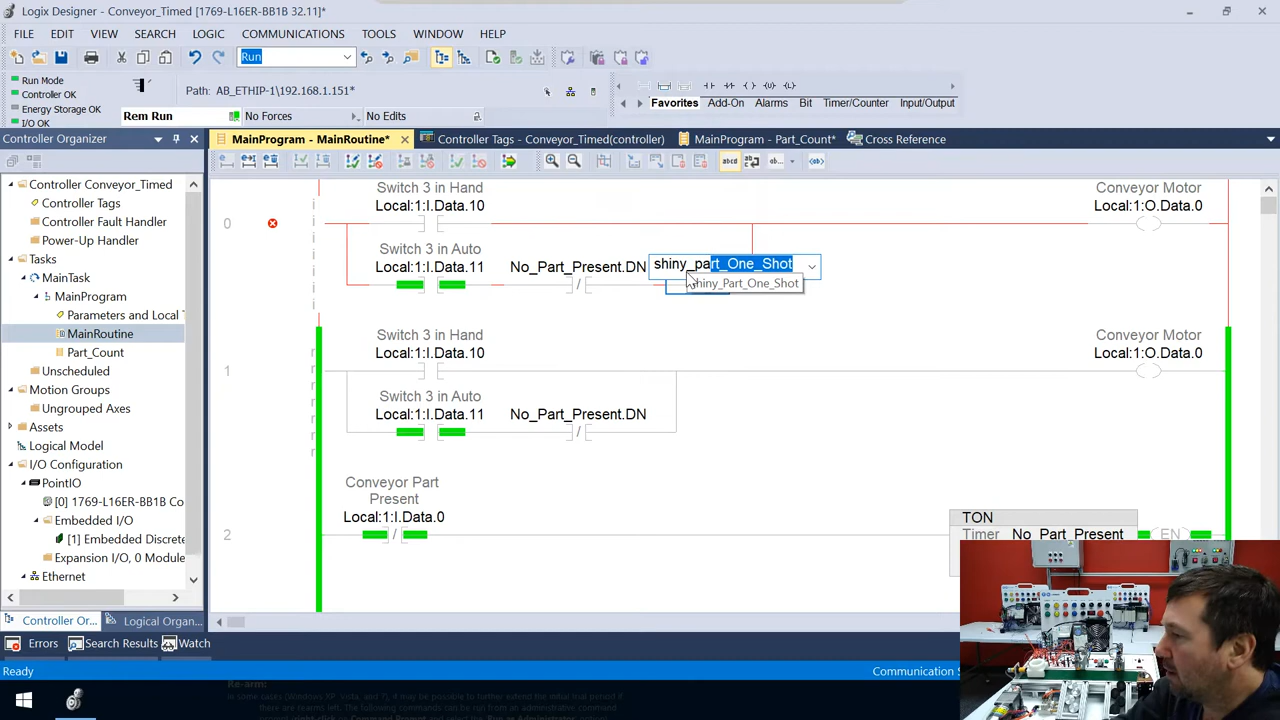 Logix Designer - Conveyor_Timed [1769-L16ER-BB1B 32.11]*
FILE EDIT VIEW SEARCH LOGIC COMMUNICATIONS TOOLS WINDOW HELP
Run
Run Mode
Controller OK
Energy Storage OK
I/O OK
Path: AB_ETHIP-1\192.168.1.151*
Rem Run No Forces No Edits
Favorites Add-On Alarms Bit Timer/Counter Input/Output
Controller Organizer
MainProgram - MainRoutine* Controller Tags - Conveyor_Timed(controller) MainProgram - Part_Count* Cross Reference
Controller Conveyor_Timed
Controller Tags
Controller Fault Handler
Power-Up Handler
Tasks
MainTask
MainProgram
Parameters and Local T
MainRoutine
Part_Count
Unscheduled
Motion Groups
Ungrouped Axes
Assets
Logical Model
I/O Configuration
PointIO
[0] 1769-L16ER-BB1B Co
Embedded I/O
[1] Embedded Discrete
Expansion I/O, 0 Module
Ethernet
Controller Or... Logical Organ...
Errors Search Results Watch
Ready
Communication S
abcd
ab...
0
Switch 3 in Hand
Local:1:I.Data.10
Conveyor Motor
Local:1:O.Data.0
Switch 3 in Auto
Local:1:I.Data.11
No_Part_Present.DN
shiny_part_One_Shot
shiny_Part_One_Shot
1
Switch 3 in Hand
Local:1:I.Data.10
Conveyor Motor
Local:1:O.Data.0
Switch 3 in Auto
Local:1:I.Data.11
No_Part_Present.DN
2
Conveyor Part
Present
Local:1:I.Data.0
TON
Timer No_Part_Present
EN
Re-arm: